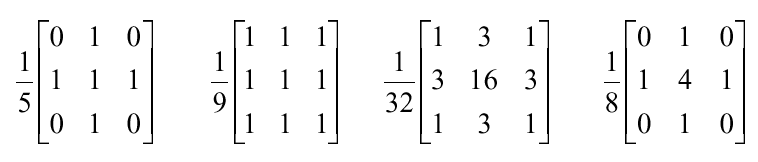 1/5 [0 1 0; 1 1 1; 0 1 0]
1/9 [1 1 1; 1 1 1; 1 1 1]
1/32 [1 3 1; 3 16 3; 1 3 1]
1/8 [0 1 0; 1 4 1; 0 1 0]